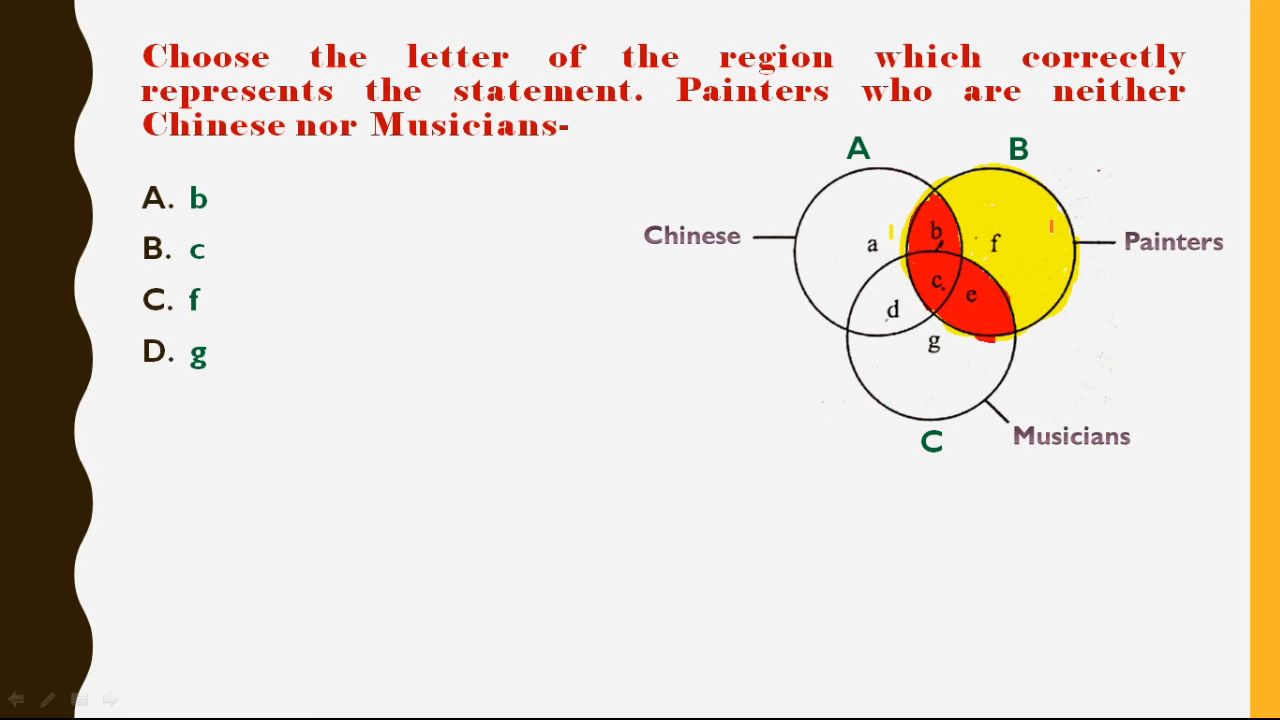 Choose the letter of the region which correctly
represents the statement. Painters who are neither
Chinese nor Musicians-
A. b
B. c
C. f
D. g
A
B
Chinese
Painters
a
b
f
c
e
d
g
C
Musicians